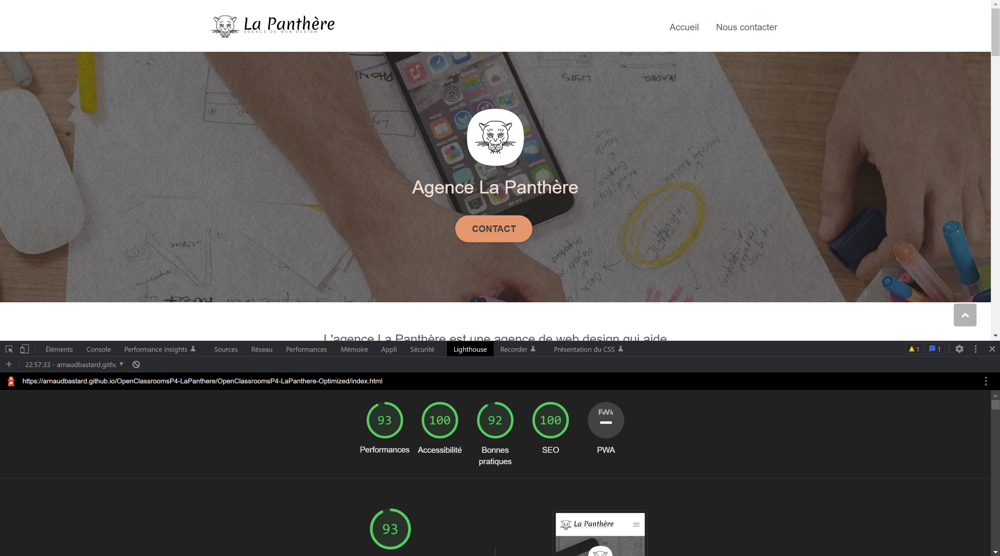 La Panthère
AGENCE DE WEB DESIGN
Accueil
Nous contacter
PHON
LISTS
HEADER
Agence La Panthère
CONTACT
L'agence La Panthère est une agence de web design qui aide
Éléments
Console
Performance insights
Sources
Réseau
Performances
Mémoire
Appli
Sécurité
Lighthouse
Recorder
Présentation du CSS
1
1
22:57:33 - arnaudbastard.githu
https://arnaudbastard.github.io/OpenClassroomsP4-LaPanthere/OpenClassroomsP4-LaPanthere-Optimized/index.html
93
100
92
100
PWA
Performances
Accessibilité
Bonnes
pratiques
SEO
PWA
93
La Panthère